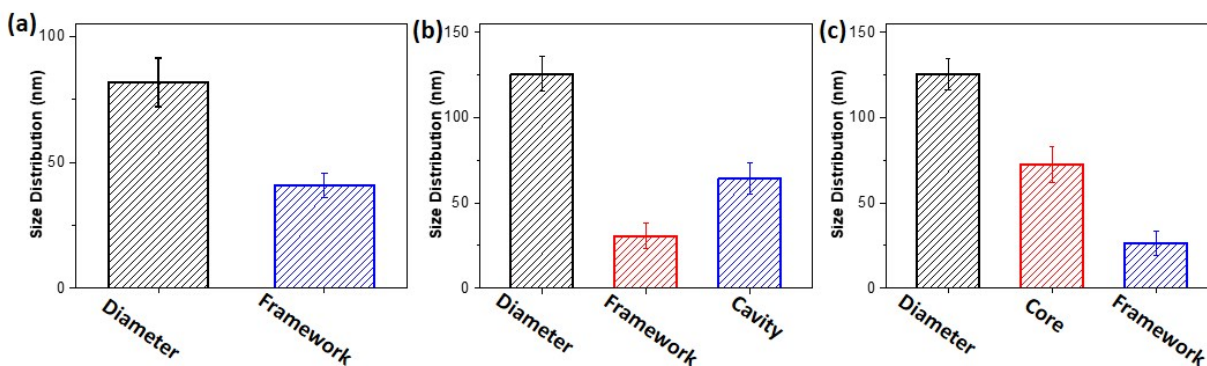 (a)
Size Distribution (nm)
100
50
0
Diameter
Framework
(b)
Size Distribution (nm)
150
100
50
0
Diameter
Framework
Cavity
(c)
Size Distribution (nm)
150
100
50
0
Diameter
Core
Framework